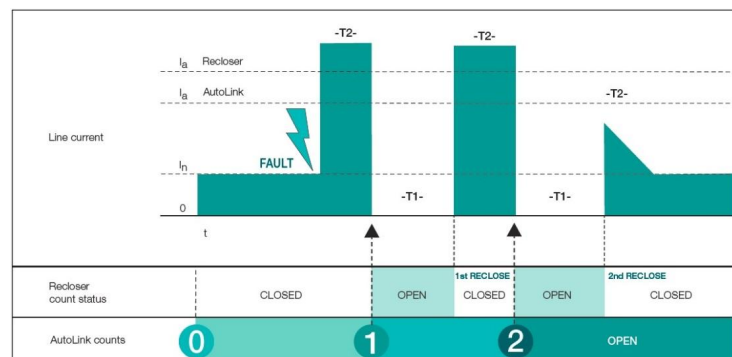 -T2-
-T2-
Ia Recloser
Ia AutoLink
-T2-
Line current
FAULT
In
-T1-
-T1-
0
t
1st RECLOSE
2nd RECLOSE
Recloser
count status
CLOSED
OPEN
CLOSED
OPEN
CLOSED
AutoLink counts
0
1
2
OPEN